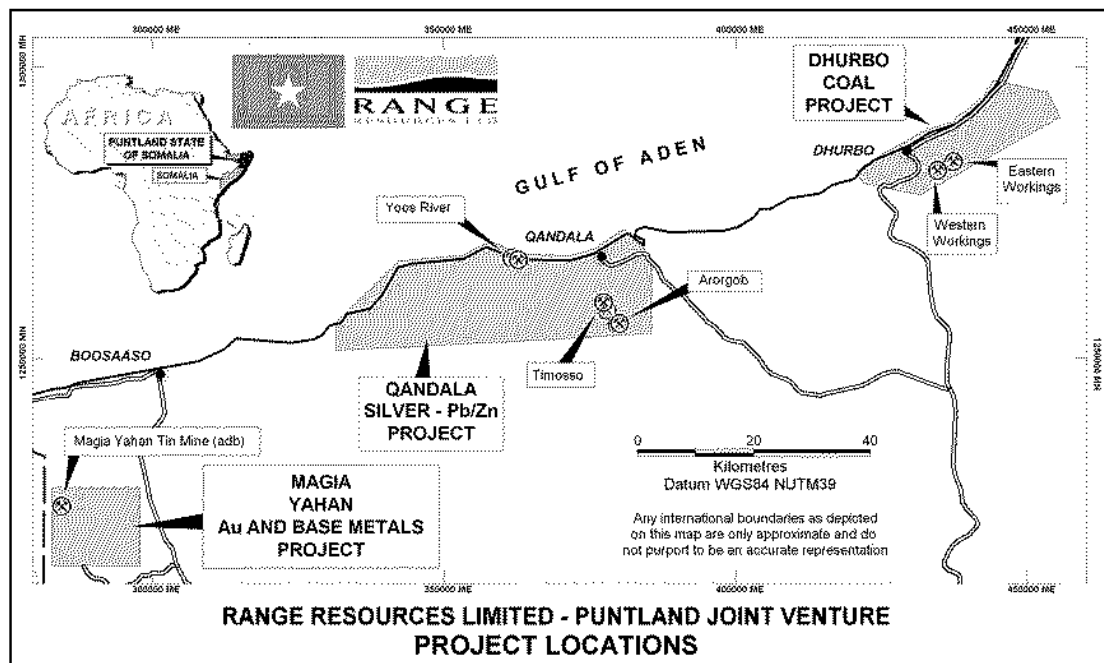 300000 ME
350000 ME
400000 ME
450000 ME
1300000 MN
AFRICA
PUNTLAND STATE
OF SOMALIA
SOMALIA
RANGE
RESOURCES LTD
DHURBO
COAL
PROJECT
DHURBO
Eastern
Workings
Western
Workings
GULF OF ADEN
Yoos River
QANDALA
Arorgob
Timosso
BOOSAASO
1250000 MN
1250000 MN
QANDALA
SILVER - Pb/Zn
PROJECT
Magia Yahan Tin Mine (adb)
MAGIA
YAHAN
Au AND BASE METALS
PROJECT
0 20 40
Kilometres
Datum WGS84 NUTM39
Any international boundaries as depicted
on this map are only approximate and do
not purport to be an accurate representation
300000 ME
350000 ME
400000 ME
450000 ME
RANGE RESOURCES LIMITED - PUNTLAND JOINT VENTURE
PROJECT LOCATIONS